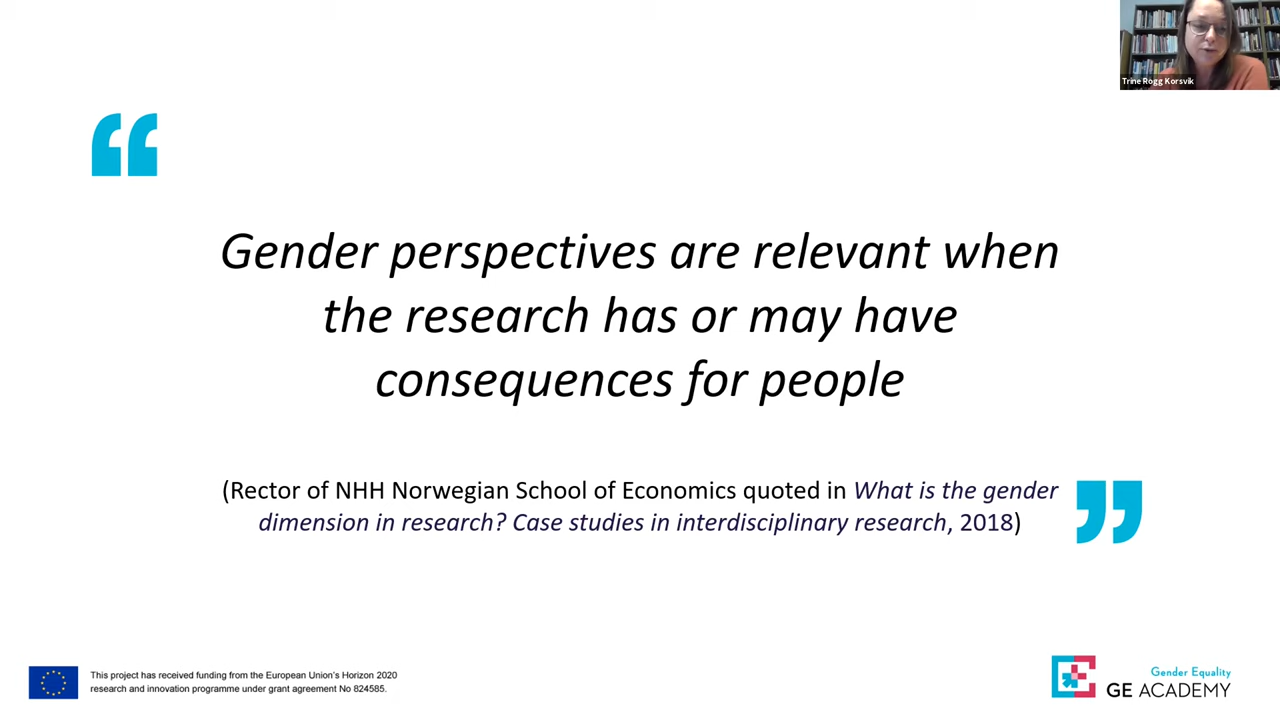 Trine Rogg Korsvik
“
Gender perspectives are relevant when
the research has or may have
consequences for people
(Rector of NHH Norwegian School of Economics quoted in What is the gender
dimension in research? Case studies in interdisciplinary research, 2018)
”
This project has received funding from the European Union's Horizon 2020
research and innovation programme under grant agreement No 824585.
Gender Equality
GE ACADEMY